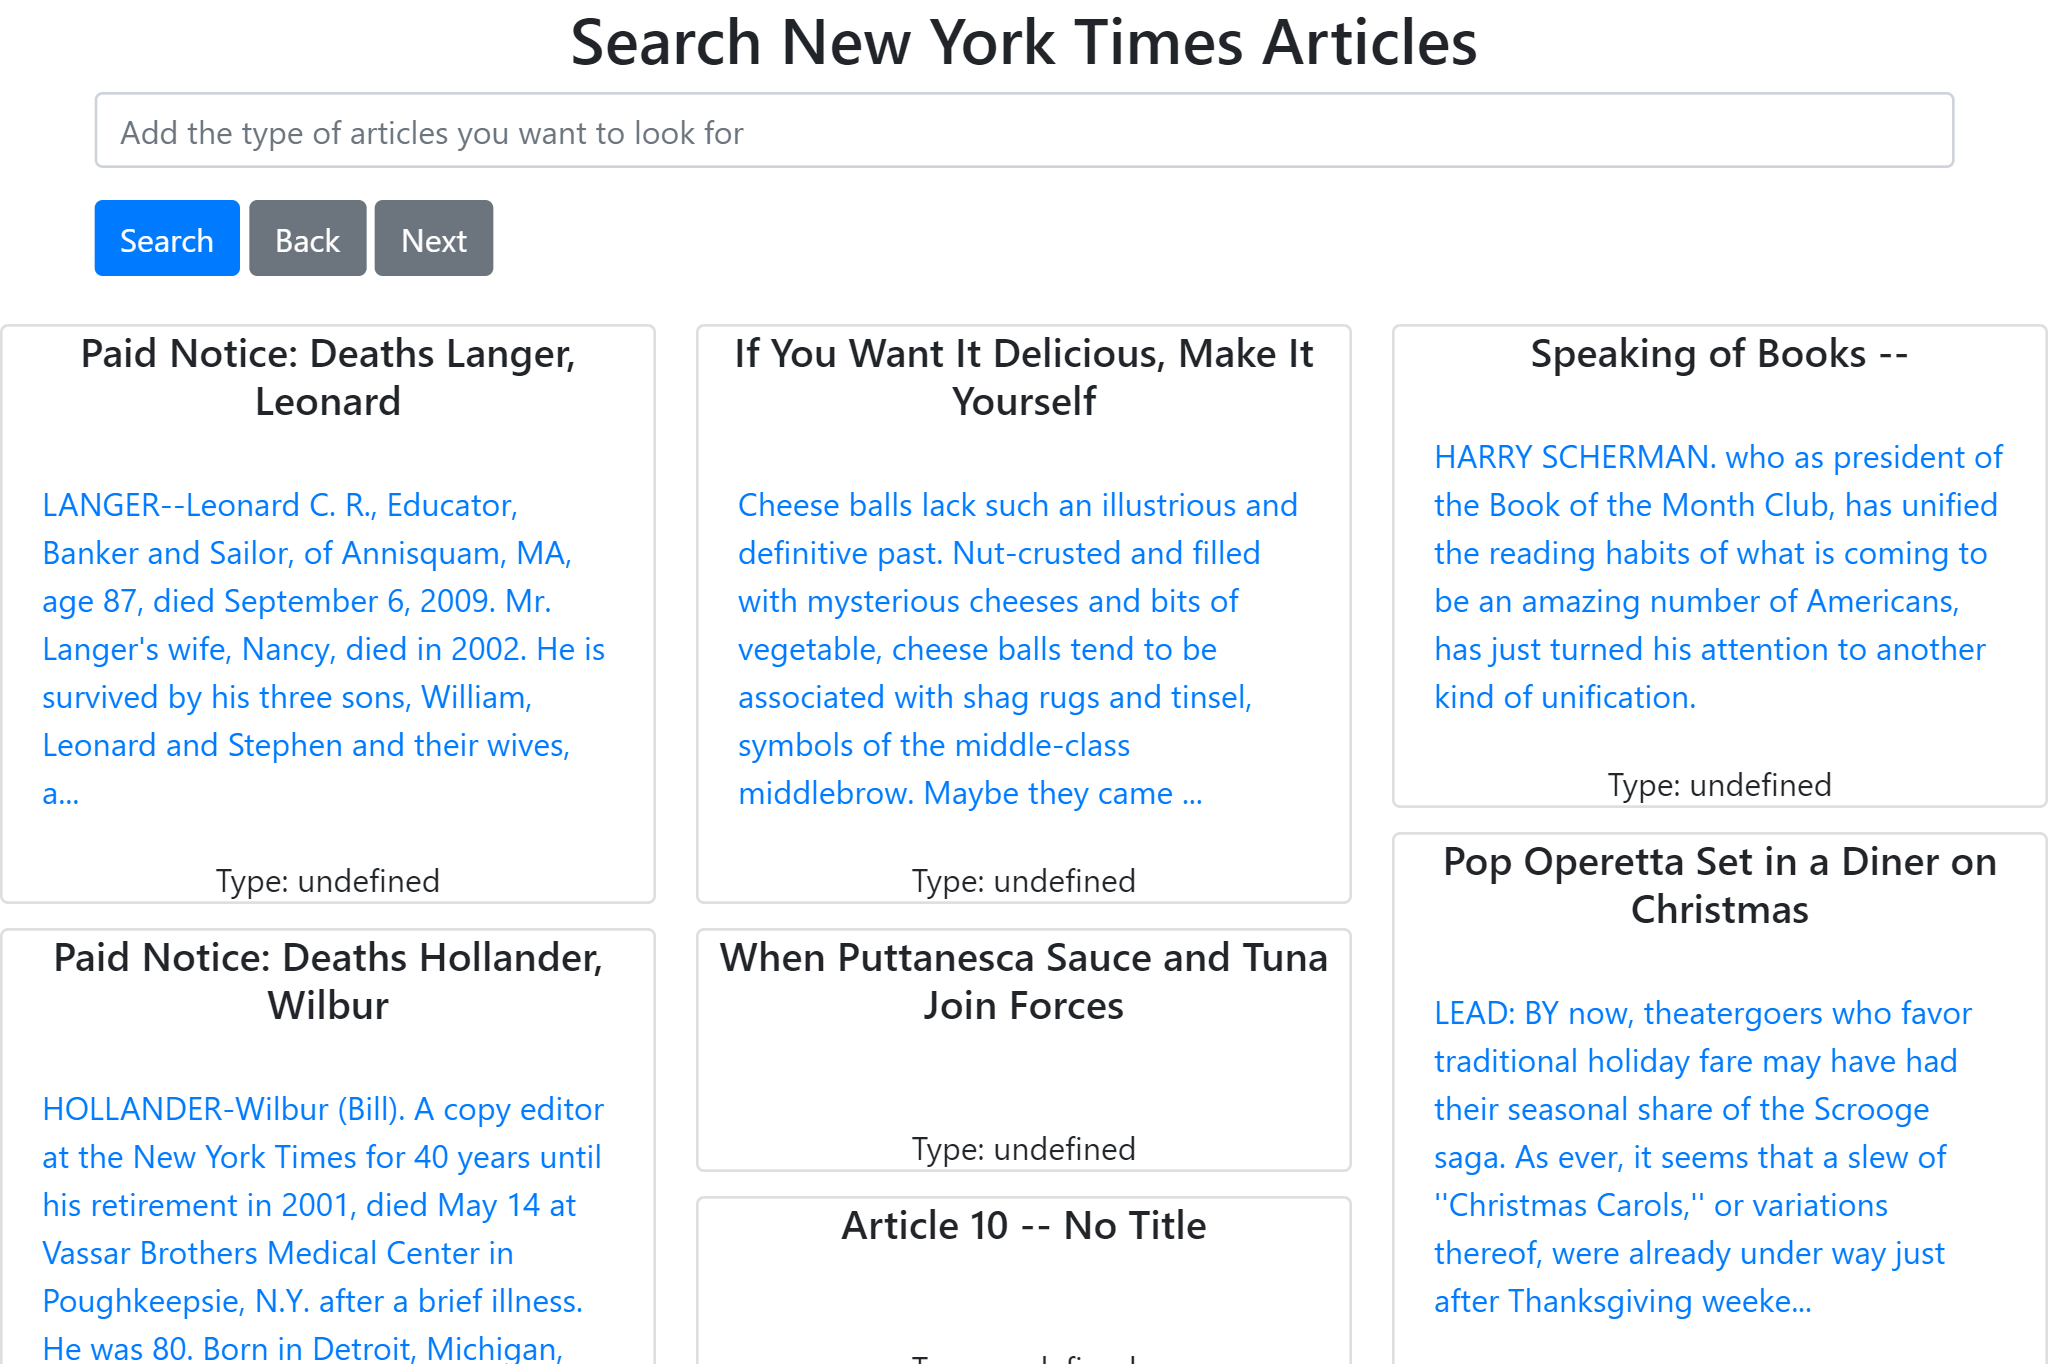 Search New York Times Articles
Add the type of articles you want to look for
Search
Back
Next
Paid Notice: Deaths Langer,
Leonard
LANGER--Leonard C. R., Educator,
Banker and Sailor, of Annisquam, MA,
age 87, died September 6, 2009. Mr.
Langer's wife, Nancy, died in 2002. He is
survived by his three sons, William,
Leonard and Stephen and their wives,
a...
Type: undefined
Paid Notice: Deaths Hollander,
Wilbur
HOLLANDER-Wilbur (Bill). A copy editor
at the New York Times for 40 years until
his retirement in 2001, died May 14 at
Vassar Brothers Medical Center in
Poughkeepsie, N.Y. after a brief illness.
He was 80. Born in Detroit, Michigan,
If You Want It Delicious, Make It
Yourself
Cheese balls lack such an illustrious and
definitive past. Nut-crusted and filled
with mysterious cheeses and bits of
vegetable, cheese balls tend to be
associated with shag rugs and tinsel,
symbols of the middle-class
middlebrow. Maybe they came ...
Type: undefined
When Puttanesca Sauce and Tuna
Join Forces
Type: undefined
Article 10 -- No Title
Speaking of Books --
HARRY SCHERMAN. who as president of
the Book of the Month Club, has unified
the reading habits of what is coming to
be an amazing number of Americans,
has just turned his attention to another
kind of unification.
Type: undefined
Pop Operetta Set in a Diner on
Christmas
LEAD: BY now, theatergoers who favor
traditional holiday fare may have had
their seasonal share of the Scrooge
saga. As ever, it seems that a slew of
''Christmas Carols,'' or variations
thereof, were already under way just
after Thanksgiving weeke...